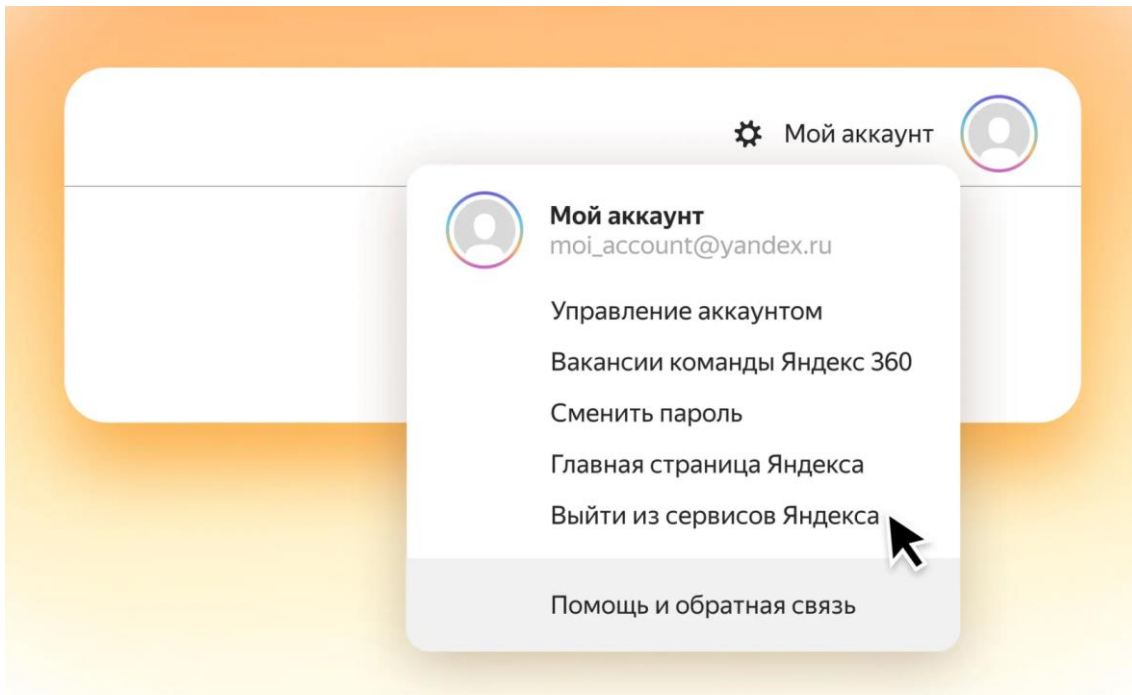 Мой аккаунт
Мой аккаунт
moi_account@yandex.ru
Управление аккаунтом
Вакансии команды Яндекс 360
Сменить пароль
Главная страница Яндекса
Выйти из сервисов Яндекса
Помощь и обратная связь